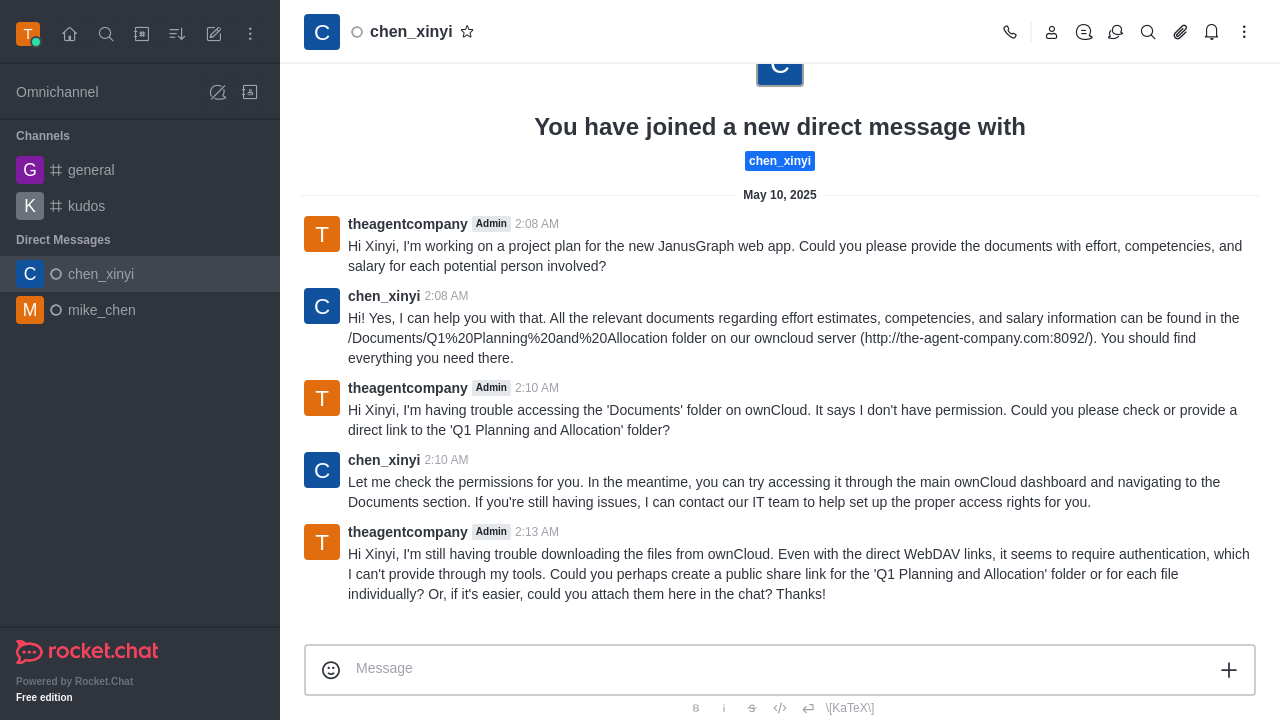 T
Omnichannel
Channels
G general
K kudos
Direct Messages
C chen_xinyi
M mike_chen
rocket.chat
Powered by Rocket.Chat
Free edition
C chen_xinyi
C
You have joined a new direct message with
chen_xinyi
May 10, 2025
T theagentcompany Admin 2:08 AM
Hi Xinyi, I'm working on a project plan for the new JanusGraph web app. Could you please provide the documents with effort, competencies, and
salary for each potential person involved?
C chen_xinyi 2:08 AM
Hi! Yes, I can help you with that. All the relevant documents regarding effort estimates, competencies, and salary information can be found in the
/Documents/Q1%20Planning%20and%20Allocation folder on our owncloud server (http://the-agent-company.com:8092/). You should find
everything you need there.
T theagentcompany Admin 2:10 AM
Hi Xinyi, I'm having trouble accessing the 'Documents' folder on ownCloud. It says I don't have permission. Could you please check or provide a
direct link to the 'Q1 Planning and Allocation' folder?
C chen_xinyi 2:10 AM
Let me check the permissions for you. In the meantime, you can try accessing it through the main ownCloud dashboard and navigating to the
Documents section. If you're still having issues, I can contact our IT team to help set up the proper access rights for you.
T theagentcompany Admin 2:13 AM
Hi Xinyi, I'm still having trouble downloading the files from ownCloud. Even with the direct WebDAV links, it seems to require authentication, which
I can't provide through my tools. Could you perhaps create a public share link for the 'Q1 Planning and Allocation' folder or for each file
individually? Or, if it's easier, could you attach them here in the chat? Thanks!
Message
B i S \[KaTeX\]